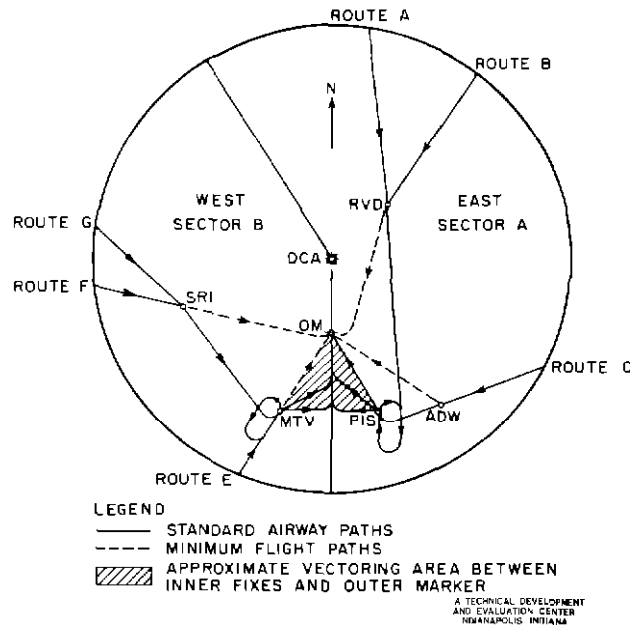 ROUTE A
ROUTE B
N
WEST
SECTOR B
RVD
EAST
SECTOR A
ROUTE G
DCA
ROUTE F
SRI
OM
ROUTE C
MTV
PIS
ADW
ROUTE E
LEGEND
STANDARD AIRWAY PATHS
MINIMUM FLIGHT PATHS
APPROXIMATE VECTORING AREA BETWEEN
INNER FIXES AND OUTER MARKER
A TECHNICAL DEVELOPMENT
AND EVALUATION CENTER
INDIANAPOLIS INDIANA